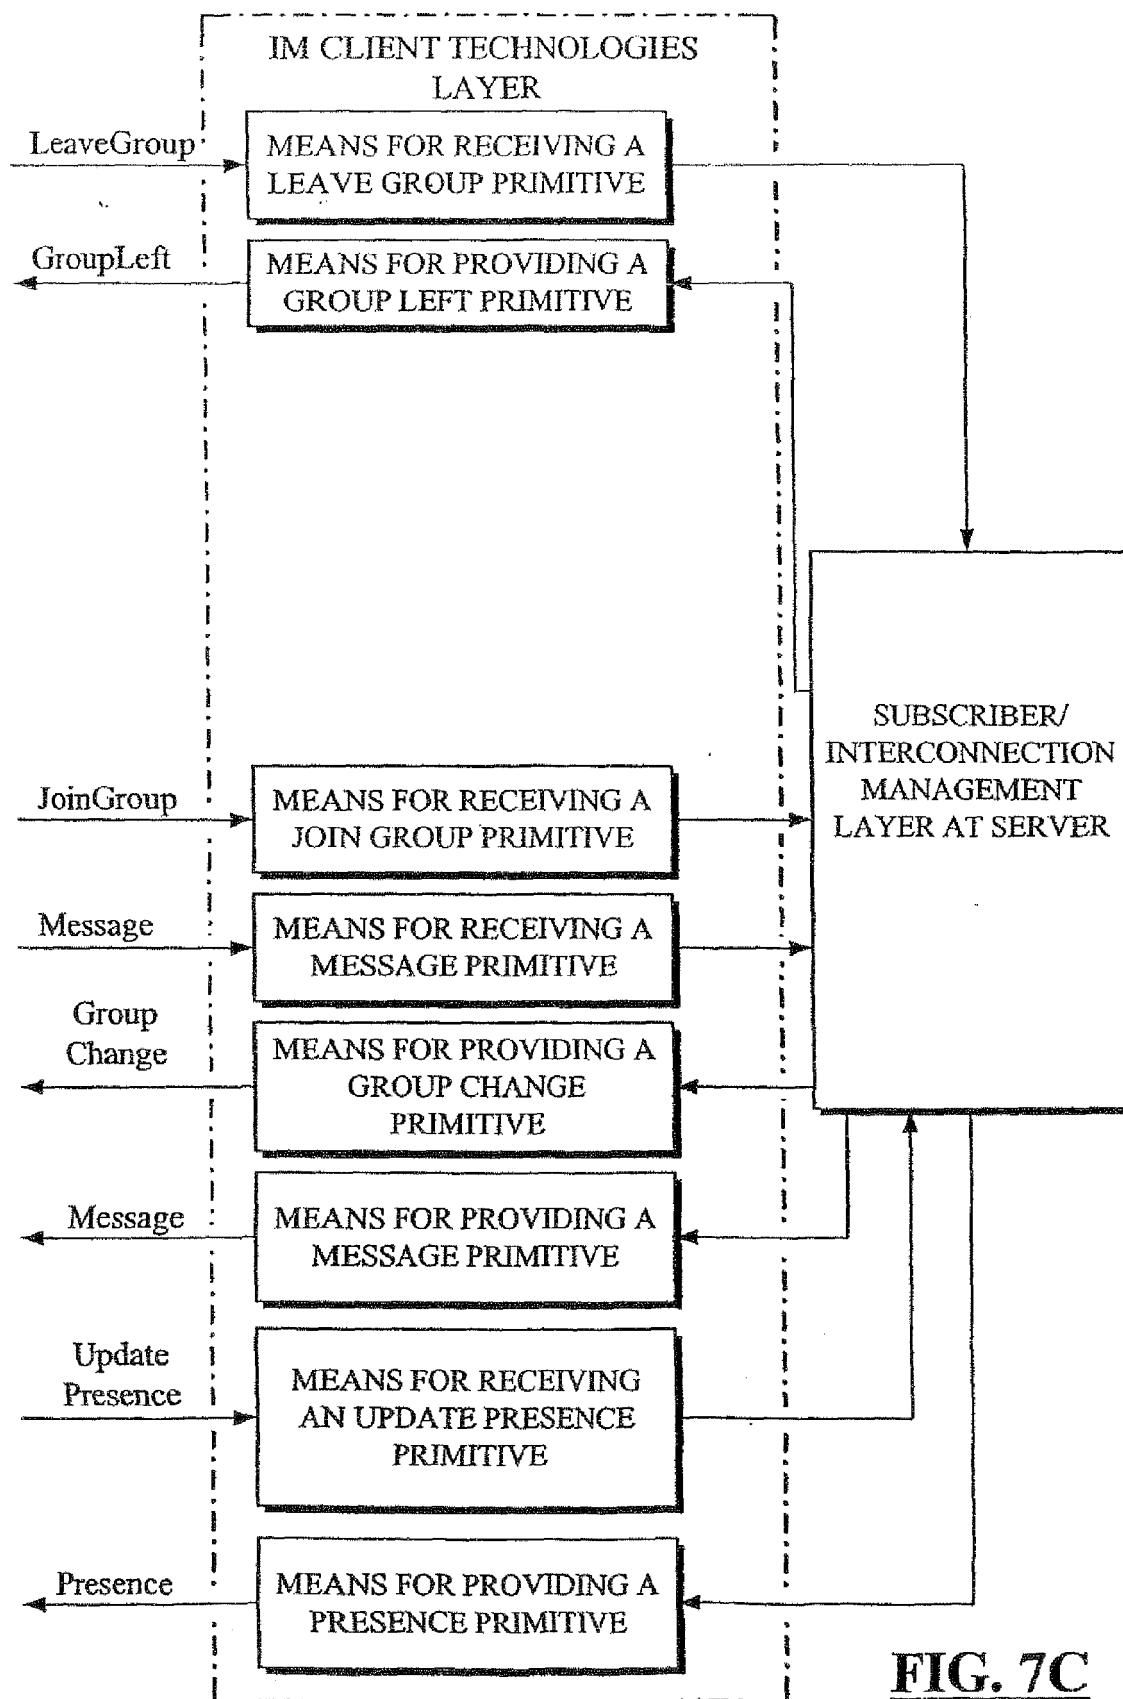 IM CLIENT TECHNOLOGIES
LAYER
LeaveGroup
MEANS FOR RECEIVING A
LEAVE GROUP PRIMITIVE
GroupLeft
MEANS FOR PROVIDING A
GROUP LEFT PRIMITIVE
SUBSCRIBER/
INTERCONNECTION
MANAGEMENT
LAYER AT SERVER
JoinGroup
MEANS FOR RECEIVING A
JOIN GROUP PRIMITIVE
Message
MEANS FOR RECEIVING A
MESSAGE PRIMITIVE
Group
Change
MEANS FOR PROVIDING A
GROUP CHANGE
PRIMITIVE
Message
MEANS FOR PROVIDING A
MESSAGE PRIMITIVE
Update
Presence
MEANS FOR RECEIVING
AN UPDATE PRESENCE
PRIMITIVE
Presence
MEANS FOR PROVIDING A
PRESENCE PRIMITIVE
FIG. 7C